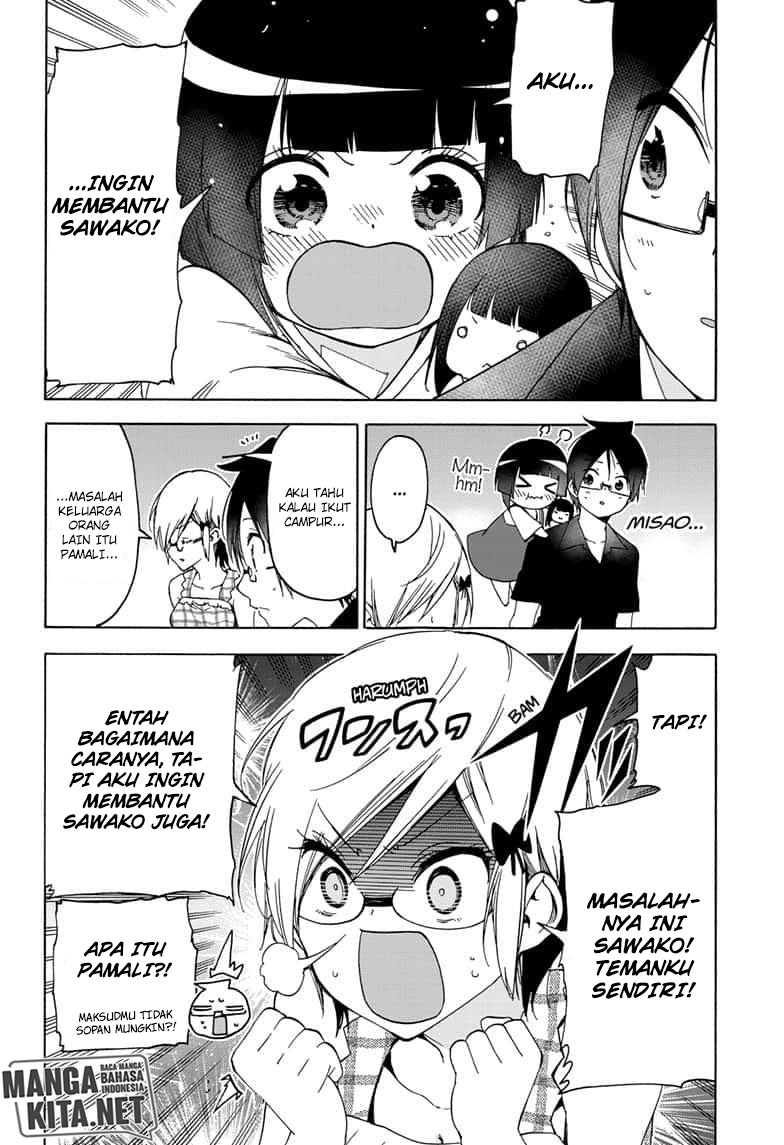 AKU...
...INGIN
MEMBANTU
SAWAKO!
Mm-
hm!
MISAO...
...
AKU TAHU
KALAU IKUT
CAMPUR...
...MASALAH
KELUARGA
ORANG
LAIN ITU
PAMALI...
TAPI!
BAM
HARUMPH
フンスッ
MASALAH-
NYA INI
SAWAKO!
TEMANKU
SENDIRI!
ENTAH
BAGAIMANA
CARANYA, TA-
PI AKU INGIN
MEMBANTU
SAWAKO JUGA!
APA ITU
PAMALI?!
MAKSUDMU TIDAK
SOPAN MUNGKIN?!
MANGA
KITA.NET
BACA MANGA
BAHASA
INDONESIA